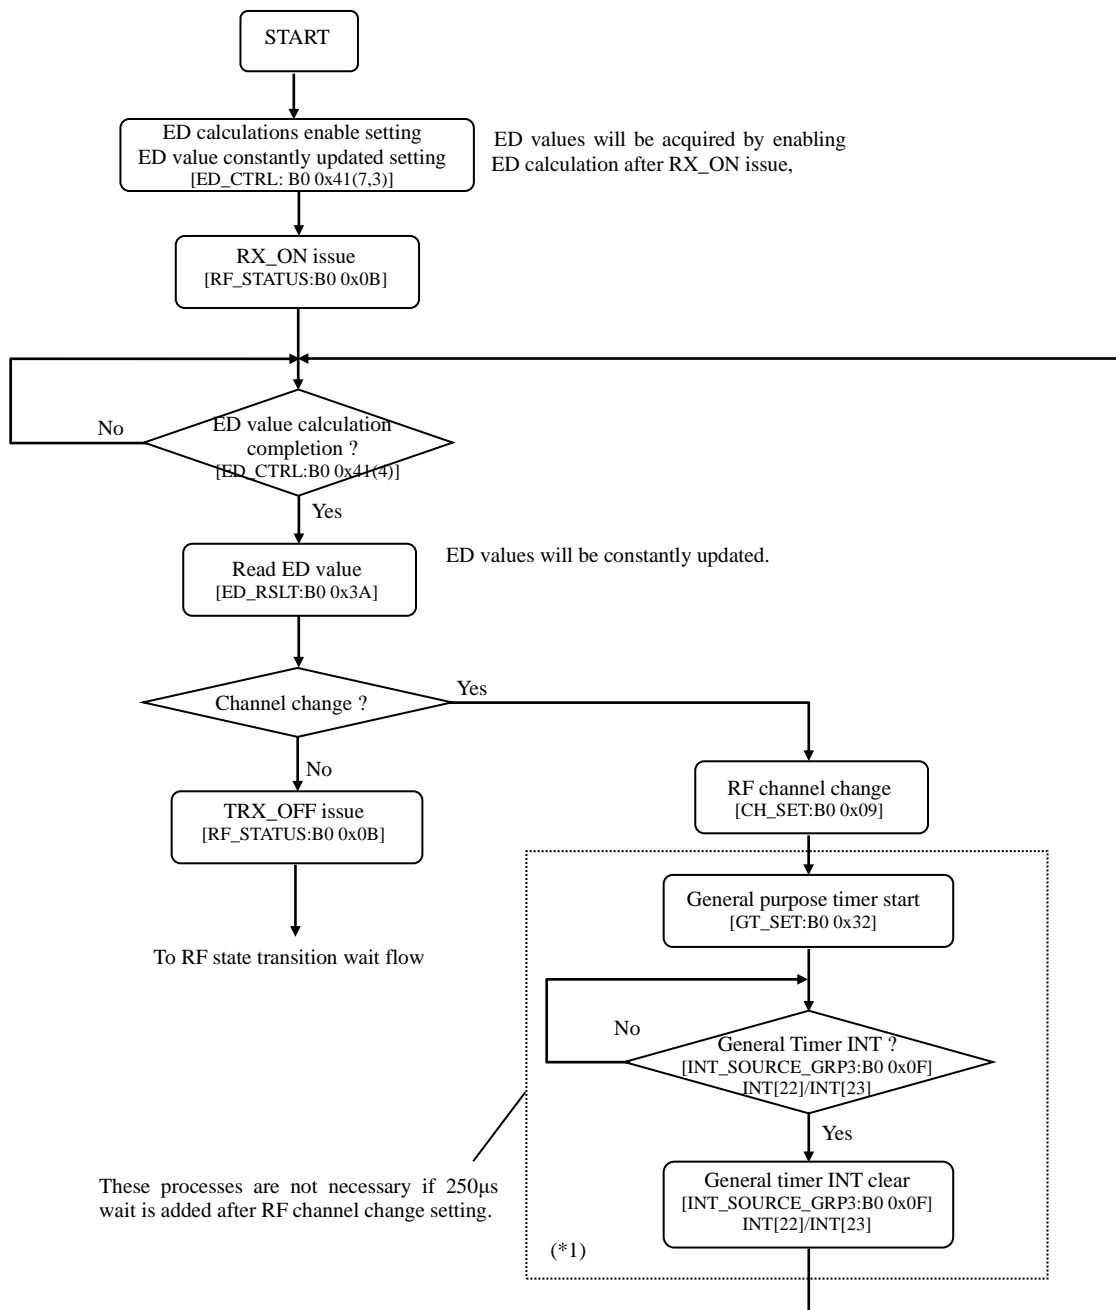 START
ED calculations enable setting
ED value constantly updated setting
[ED_CTRL: B0 0x41(7,3)]
ED values will be acquired by enabling
ED calculation after RX_ON issue,
RX_ON issue
[RF_STATUS:B0 0x0B]
No
ED value calculation
completion ?
[ED_CTRL:B0 0x41(4)]
Yes
Read ED value
[ED_RSLT:B0 0x3A]
ED values will be constantly updated.
Channel change ?
Yes
No
TRX_OFF issue
[RF_STATUS:B0 0x0B]
To RF state transition wait flow
RF channel change
[CH_SET:B0 0x09]
General purpose timer start
[GT_SET:B0 0x32]
No
General Timer INT ?
[INT_SOURCE_GRP3:B0 0x0F]
INT[22]/INT[23]
Yes
General timer INT clear
[INT_SOURCE_GRP3:B0 0x0F]
INT[22]/INT[23]
These processes are not necessary if 250μs
wait is added after RF channel change setting.
(*1)